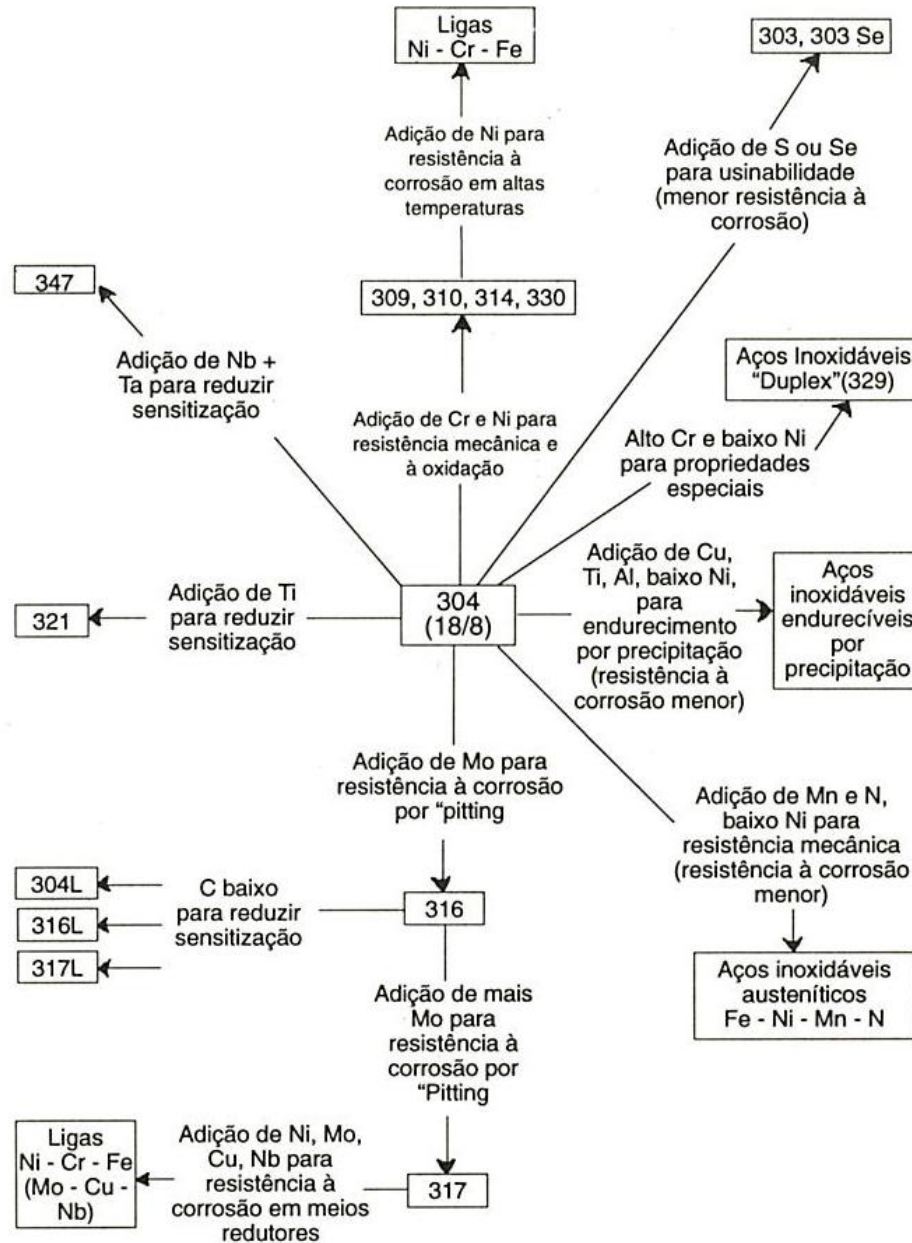 Ligas
Ni - Cr - Fe
303, 303 Se
Adição de Ni para
resistência à
corrosão em altas
temperaturas
Adição de S ou Se
para usinabilidade
(menor resistência à
corrosão)
347
309, 310, 314, 330
Adição de Nb +
Ta para reduzir
sensitização
Adição de Cr e Ni para
resistência mecânica e
à oxidação
Aços Inoxidáveis
“Duplex”(329)
Alto Cr e baixo Ni
para propriedades
especiais
321
Adição de Ti
para reduzir
sensitização
304
(18/8)
Adição de Cu,
Ti, Al, baixo Ni,
para
endurecimento
por precipitação
(resistência à
corrosão menor)
Aços
inoxidáveis
endurecíveis
por
precipitação
Adição de Mo para
resistência à corrosão
por “pitting
Adição de Mn e N,
baixo Ni para
resistência mecânica
(resistência à corrosão
menor)
304L
316L
317L
C baixo
para reduzir
sensitização
316
Aços inoxidáveis
austeníticos
Fe - Ni - Mn - N
Adição de mais
Mo para
resistência à
corrosão por
“Pitting
Ligas
Ni - Cr - Fe
(Mo - Cu -
Nb)
Adição de Ni, Mo,
Cu, Nb para
resistência à
corrosão em meios
redutores
317